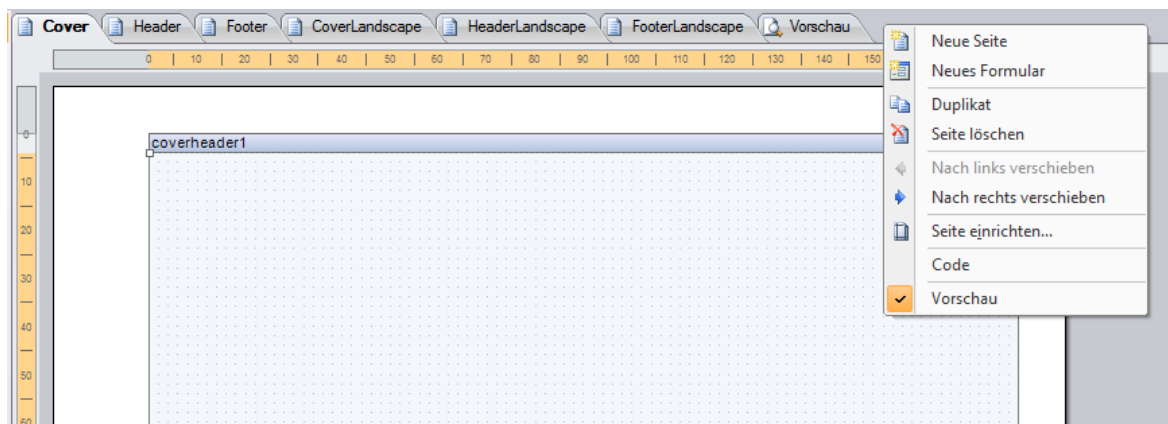 Cover Header Footer CoverLandscape HeaderLandscape FooterLandscape Vorschau
0 10 20 30 40 50 60 70 80 90 100 110 120 130 140 150
Neue Seite
Neues Formular
Duplikat
Seite löschen
Nach links verschieben
Nach rechts verschieben
Seite einrichten...
Code
Vorschau
coverheader1
0
10
20
30
40
50
60